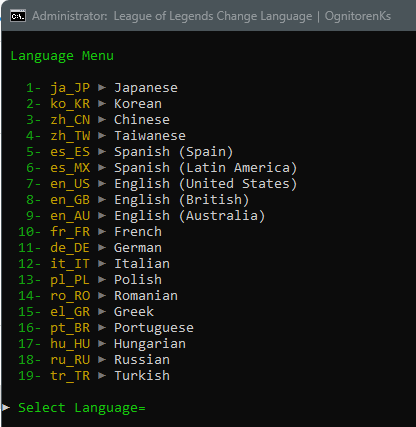 Administrator:  League of Legends Change Language | OgnitorenKs
Language Menu
1- ja_JP ► Japanese
2- ko_KR ► Korean
3- zh_CN ► Chinese
4- zh_TW ► Taiwanese
5- es_ES ► Spanish (Spain)
6- es_MX ► Spanish (Latin America)
7- en_US ► English (United States)
8- en_GB ► English (British)
9- en_AU ► English (Australia)
10- fr_FR ► French
11- de_DE ► German
12- it_IT ► Italian
13- pl_PL ► Polish
14- ro_RO ► Romanian
15- el_GR ► Greek
16- pt_BR ► Portuguese
17- hu_HU ► Hungarian
18- ru_RU ► Russian
19- tr_TR ► Turkish
► Select Language=